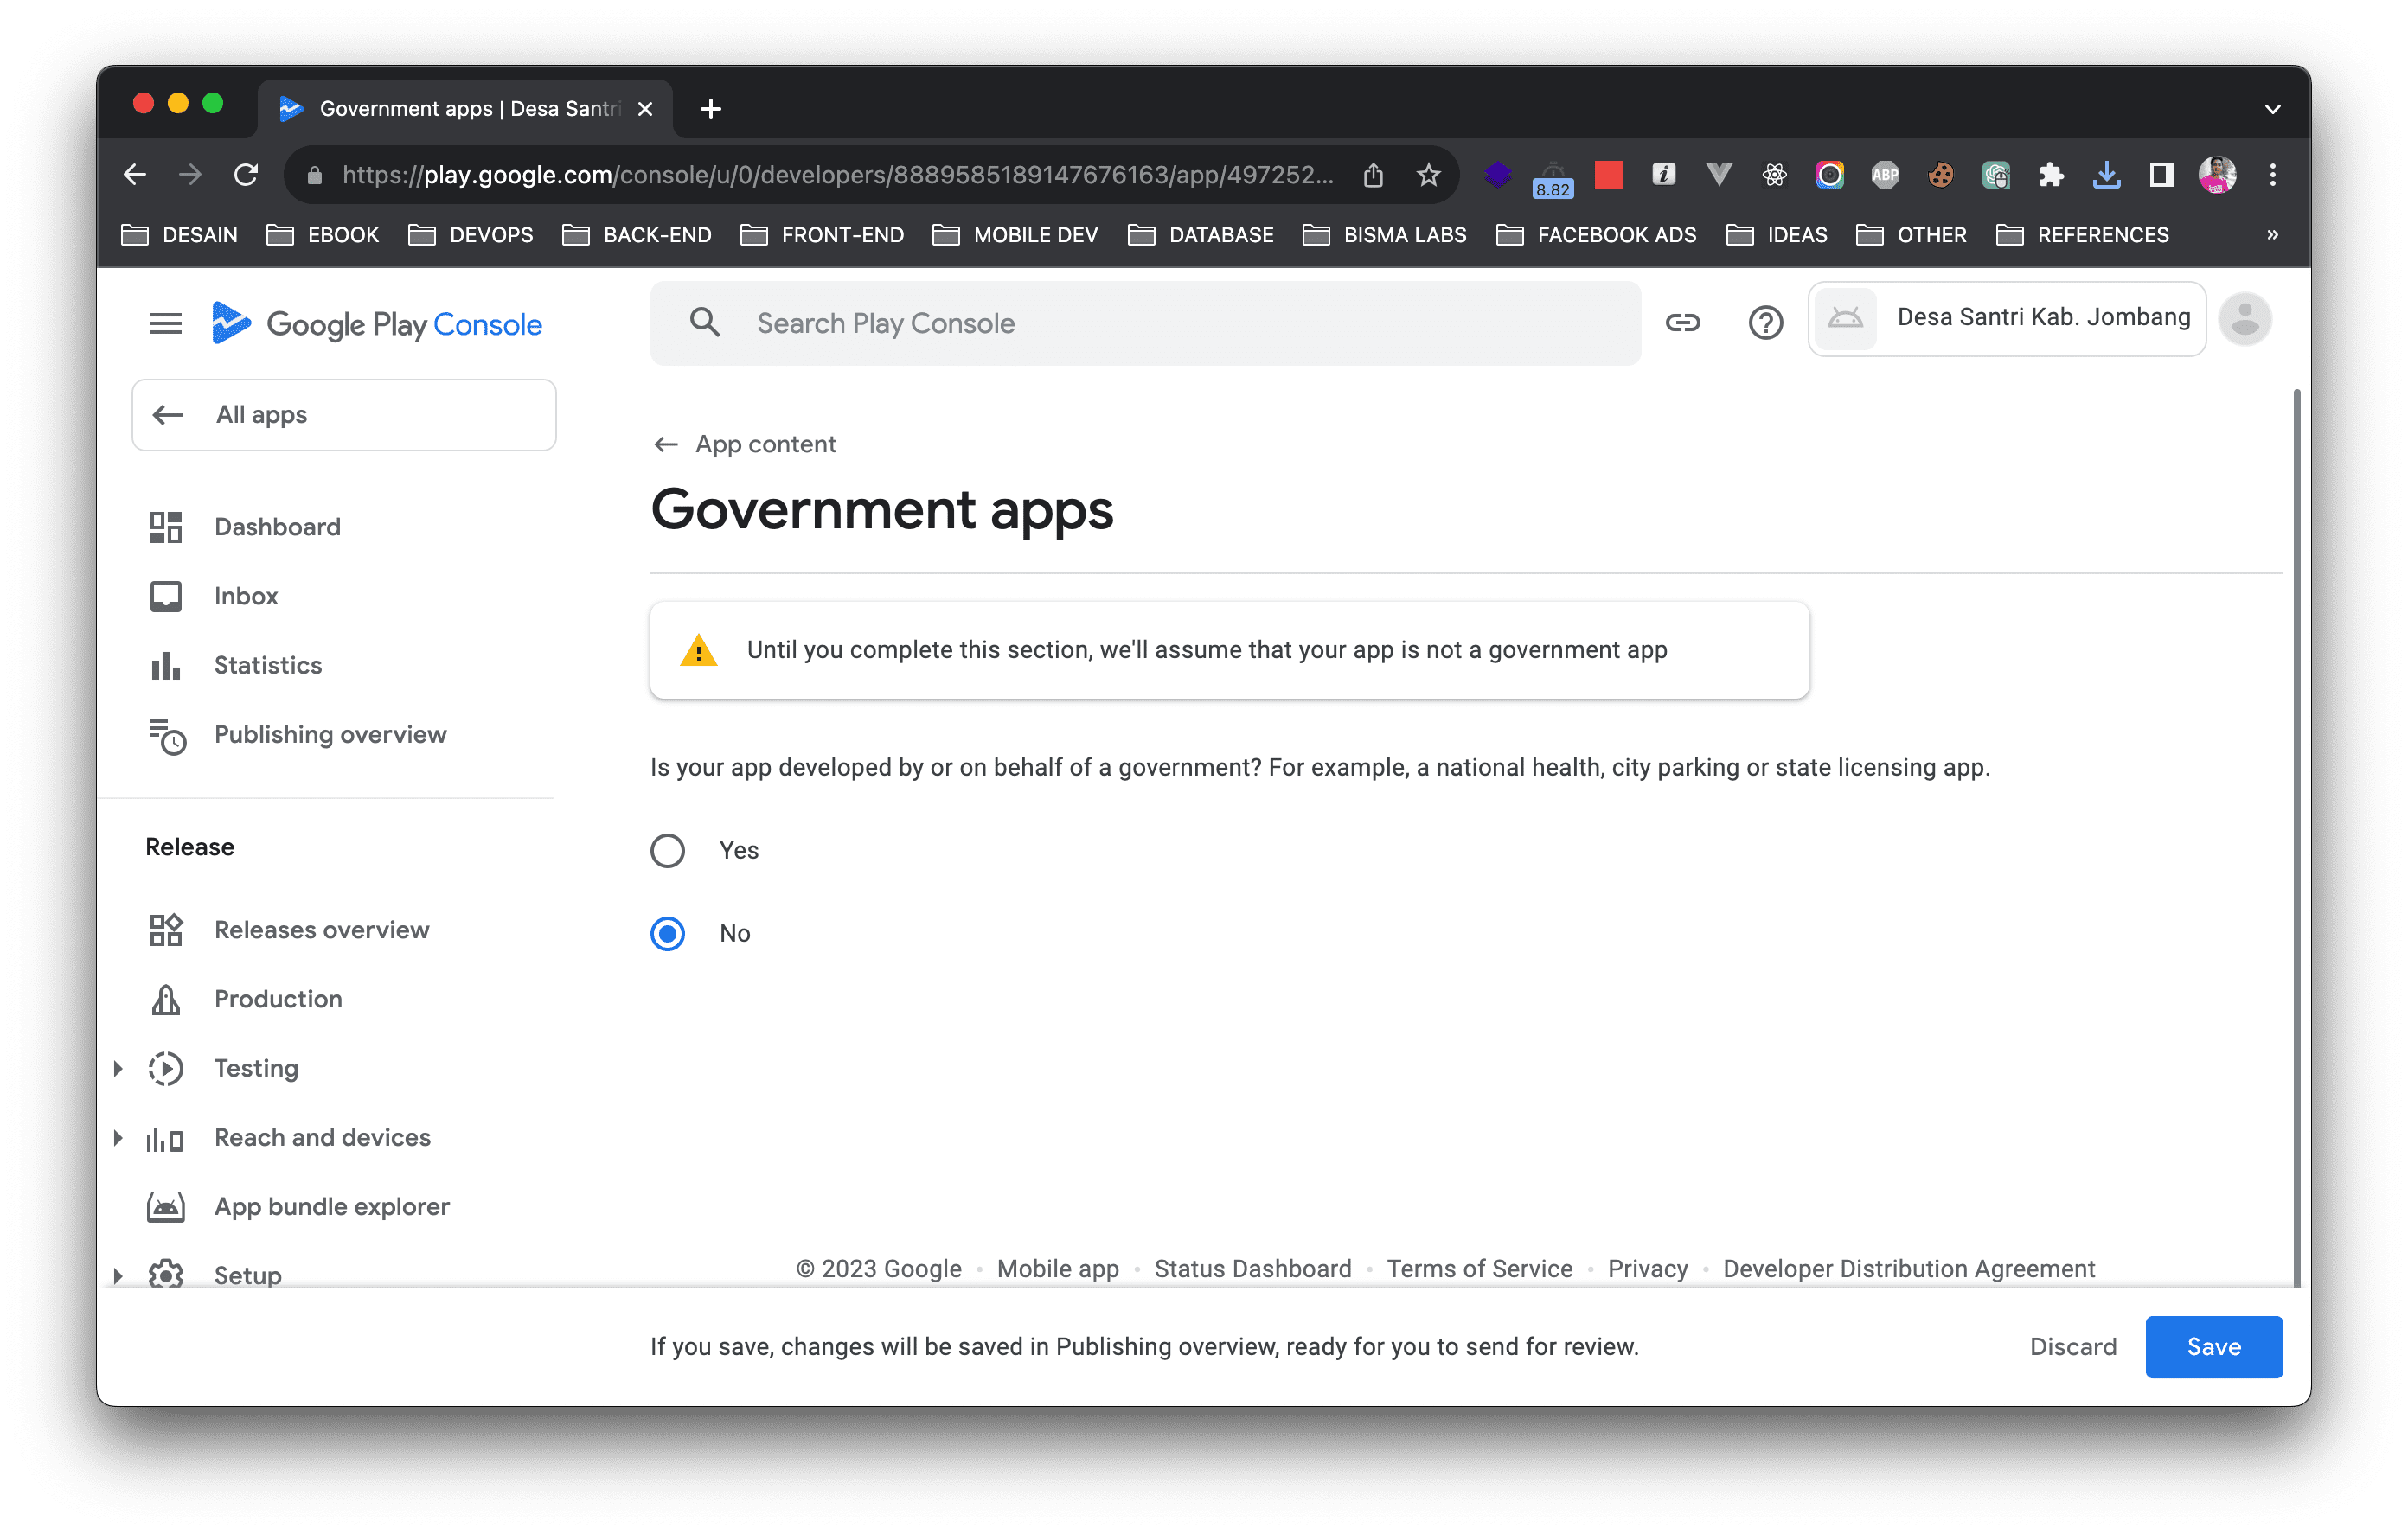 Government apps | Desa Santri
https://play.google.com/console/u/0/developers/8889585189147676163/app/497252...
8.82
i
ABP
DESAIN
EBOOK
DEVOPS
BACK-END
FRONT-END
MOBILE DEV
DATABASE
BISMA LABS
FACEBOOK ADS
IDEAS
OTHER
REFERENCES
»
Google Play Console
Search Play Console
Desa Santri Kab. Jombang
All apps
Dashboard
Inbox
Statistics
Publishing overview
Release
Releases overview
Production
Testing
Reach and devices
App bundle explorer
Setup
App content
Government apps
Until you complete this section, we'll assume that your app is not a government app
Is your app developed by or on behalf of a government? For example, a national health, city parking or state licensing app.
Yes
No
© 2023 Google • Mobile app • Status Dashboard • Terms of Service • Privacy • Developer Distribution Agreement
If you save, changes will be saved in Publishing overview, ready for you to send for review.
Discard
Save